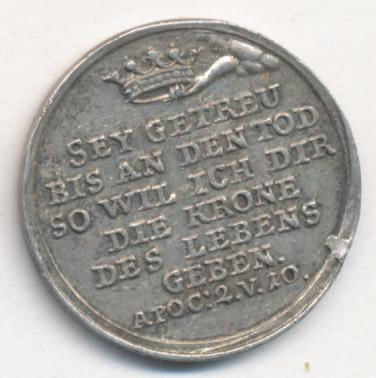 SEY GETREU
BIS AN DEN TOD
SO WIL ICH DIR
DIE KRONE
DES LEBENS
GEBEN.
APOC: 2. V. 10.